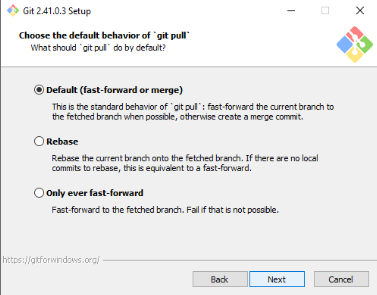 Git 2.41.0.3 Setup
Choose the default behavior of `git pull`
What should `git pull` do by default?
Default (fast-forward or merge)
This is the standard behavior of `git pull`: fast-forward the current branch to
the fetched branch when possible, otherwise create a merge commit.
Rebase
Rebase the current branch onto the fetched branch. If there are no local
commits to rebase, this is equivalent to a fast-forward.
Only ever fast-forward
Fast-forward to the fetched branch. Fail if that is not possible.
https://gitforwindows.org/
Back Next Cancel